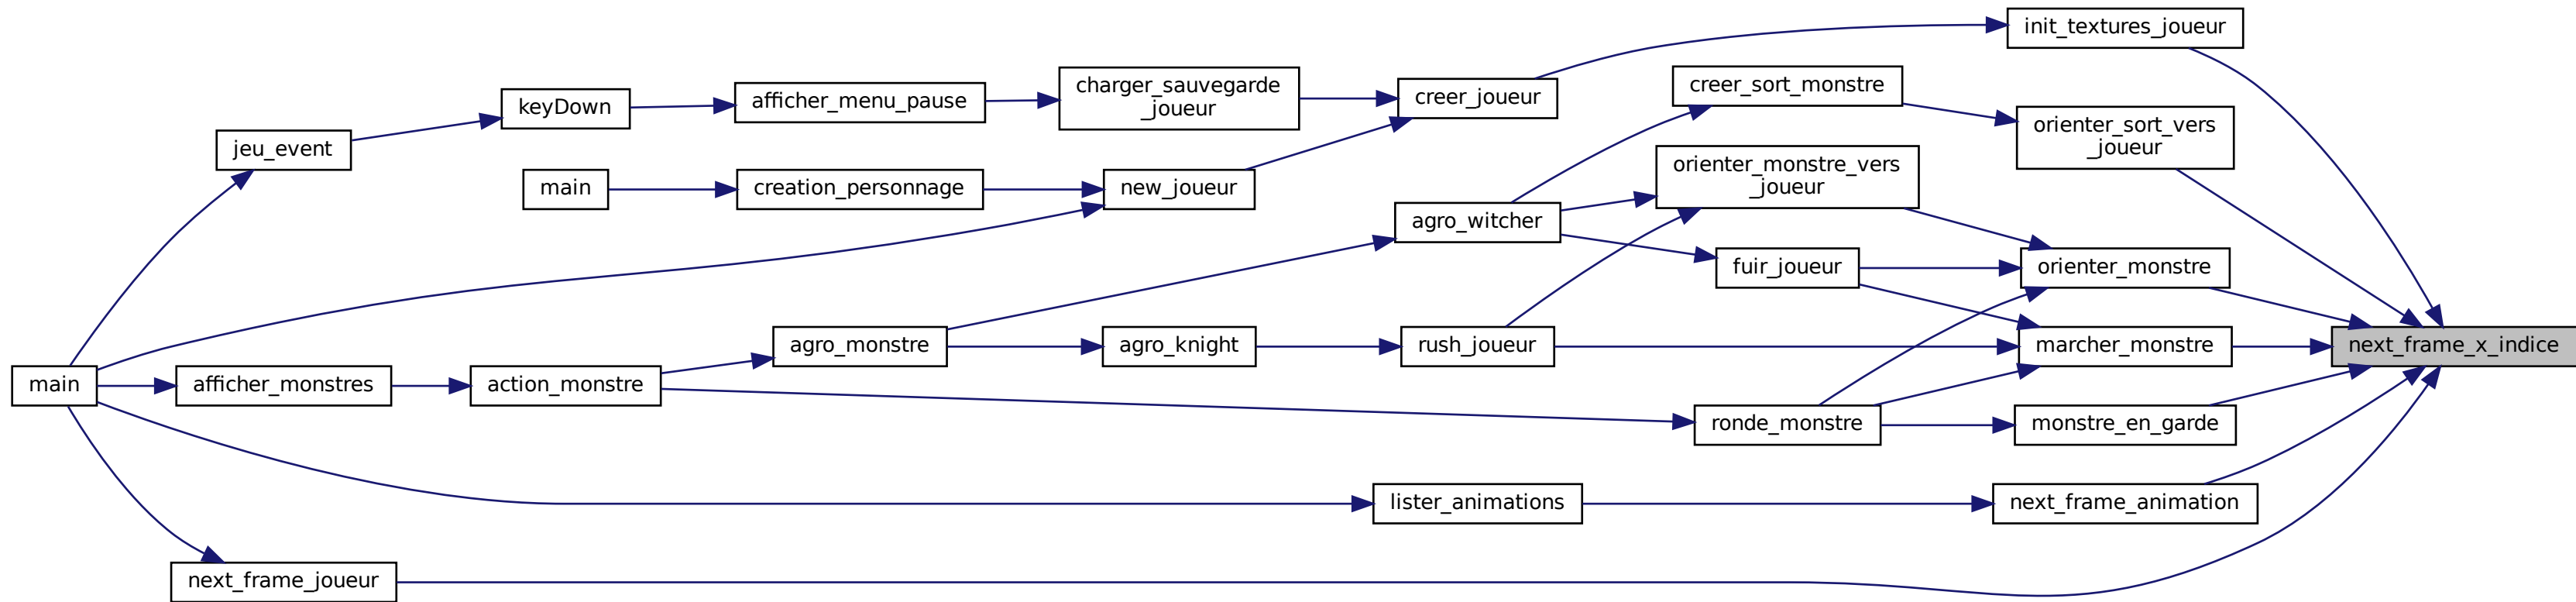 init_textures_joueur
creer_sort_monstre
charger_sauvegarde
_joueur
creer_joueur
afficher_menu_pause
keyDown
orienter_sort_vers
_joueur
jeu_event
orienter_monstre_vers
_joueur
main
creation_personnage
new_joueur
agro_witcher
fuir_joueur
orienter_monstre
agro_monstre
agro_knight
rush_joueur
marcher_monstre
next_frame_x_indice
main
afficher_monstres
action_monstre
ronde_monstre
monstre_en_garde
lister_animations
next_frame_animation
next_frame_joueur